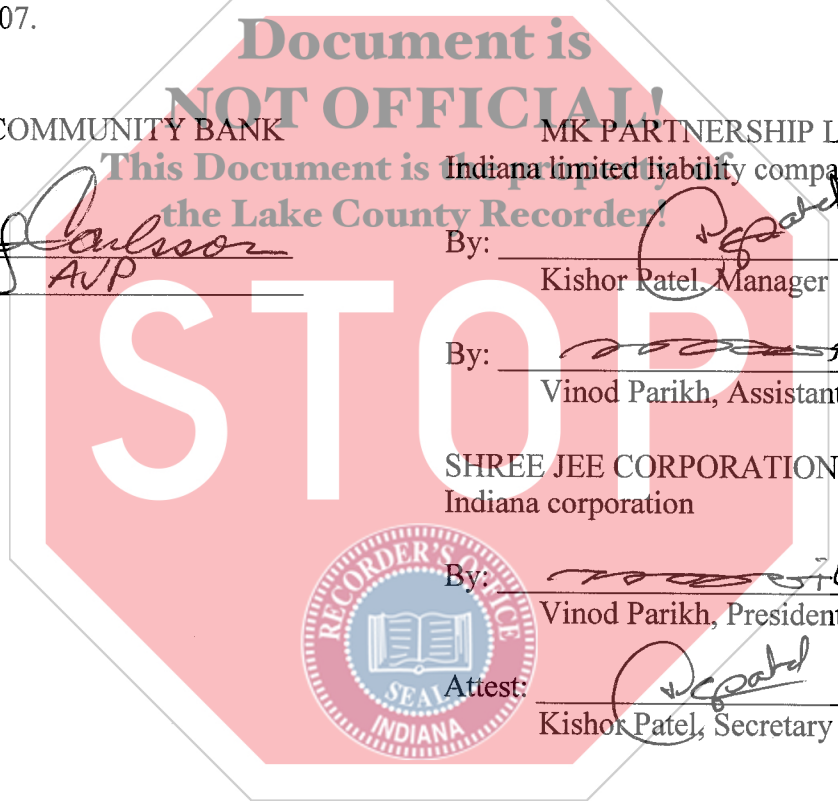 07.
Document is
NOT OFFICIAL!
COMMUNITY BANK
MK PARTNERSHIP L
This Document is the property of
Indiana limited liability compa
the Lake County Recorder!
Carlsson
AVP
By:
Kishor Patel, Manager
By:
Vinod Parikh, Assistant
STOP
SHREE JEE CORPORATION
Indiana corporation
By:
Vinod Parikh, President
Attest:
Kishor Patel, Secretary
RECORDER'S OFFICE
SEAL
INDIANA